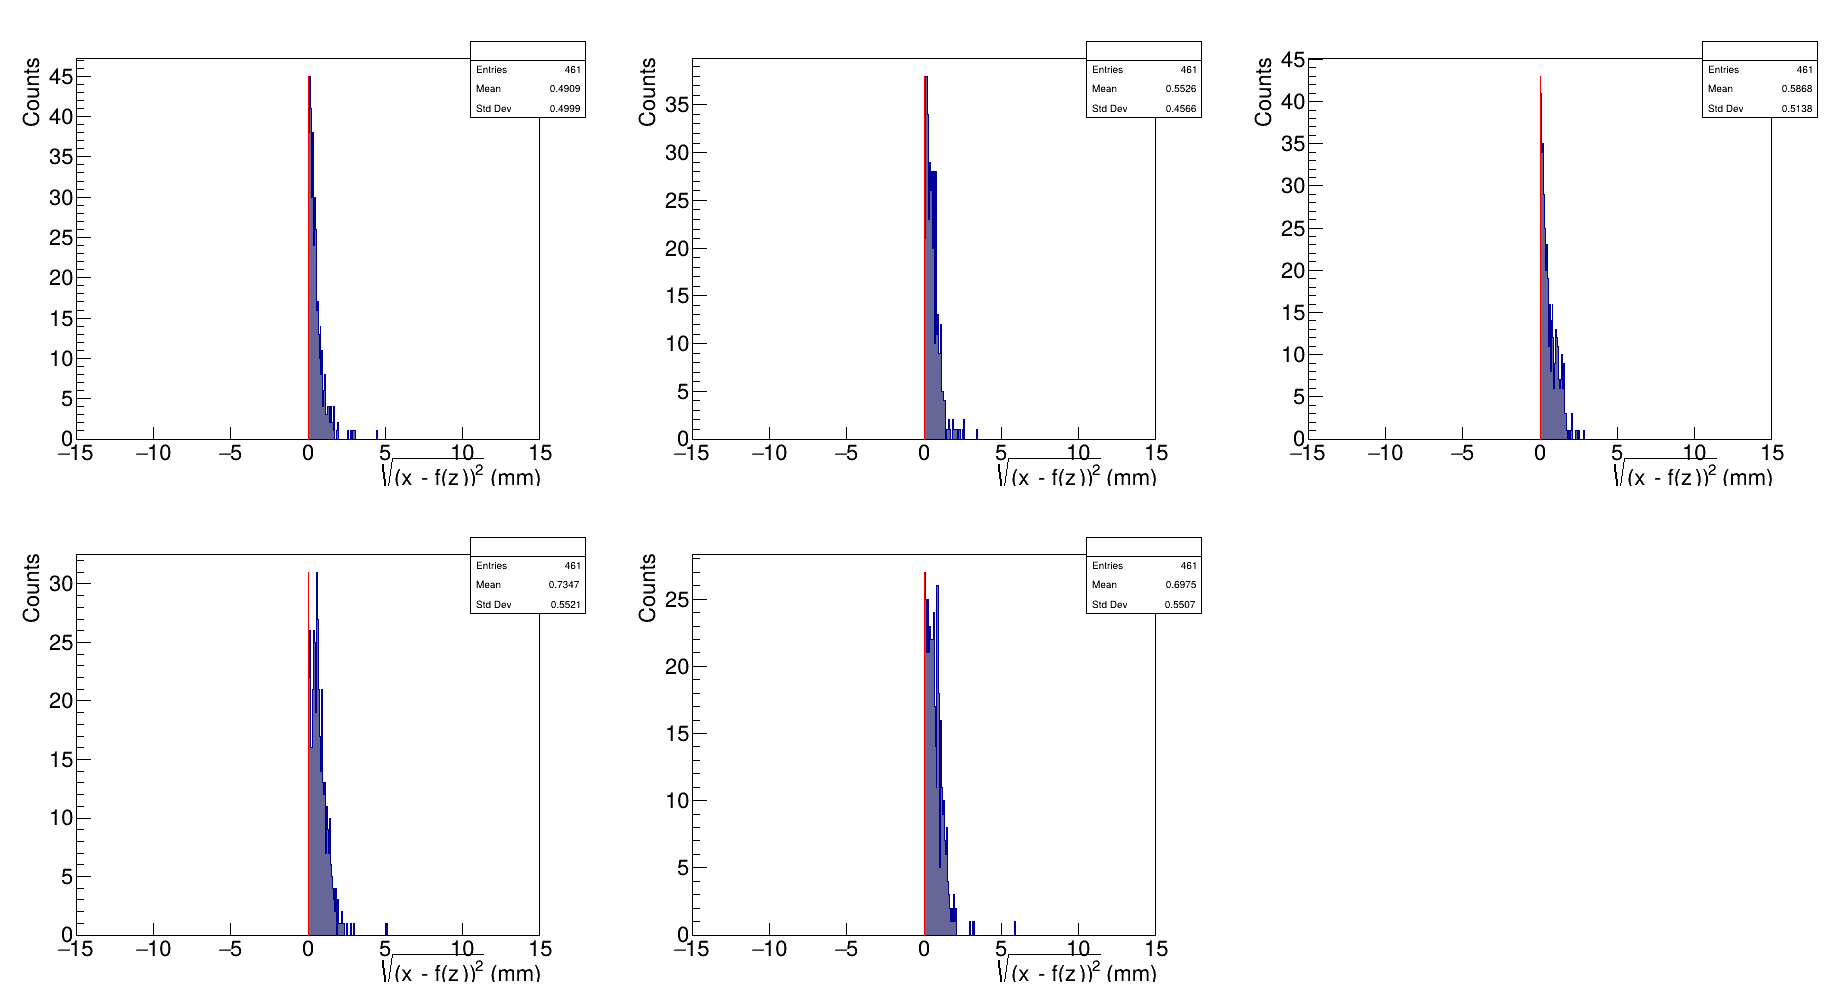 Counts
45
40
35
30
25
20
15
10
5
0
−15 −10 −5 0 5 10 15
√(x - f(z))² (mm)
Entries 461
Mean 0.4909
Std Dev 0.4999
Counts
35
30
25
20
15
10
5
0
−15 −10 −5 0 5 10 15
√(x - f(z))² (mm)
Entries 461
Mean 0.5526
Std Dev 0.4566
Counts
45
40
35
30
25
20
15
10
5
0
−15 −10 −5 0 5 10 15
√(x - f(z))² (mm)
Entries 461
Mean 0.5868
Std Dev 0.5138
Counts
30
25
20
15
10
5
0
−15 −10 −5 0 5 10 15
√(x - f(z))² (mm)
Entries 461
Mean 0.7347
Std Dev 0.5521
Counts
25
20
15
10
5
0
−15 −10 −5 0 5 10 15
√(x - f(z))² (mm)
Entries 461
Mean 0.6975
Std Dev 0.5507